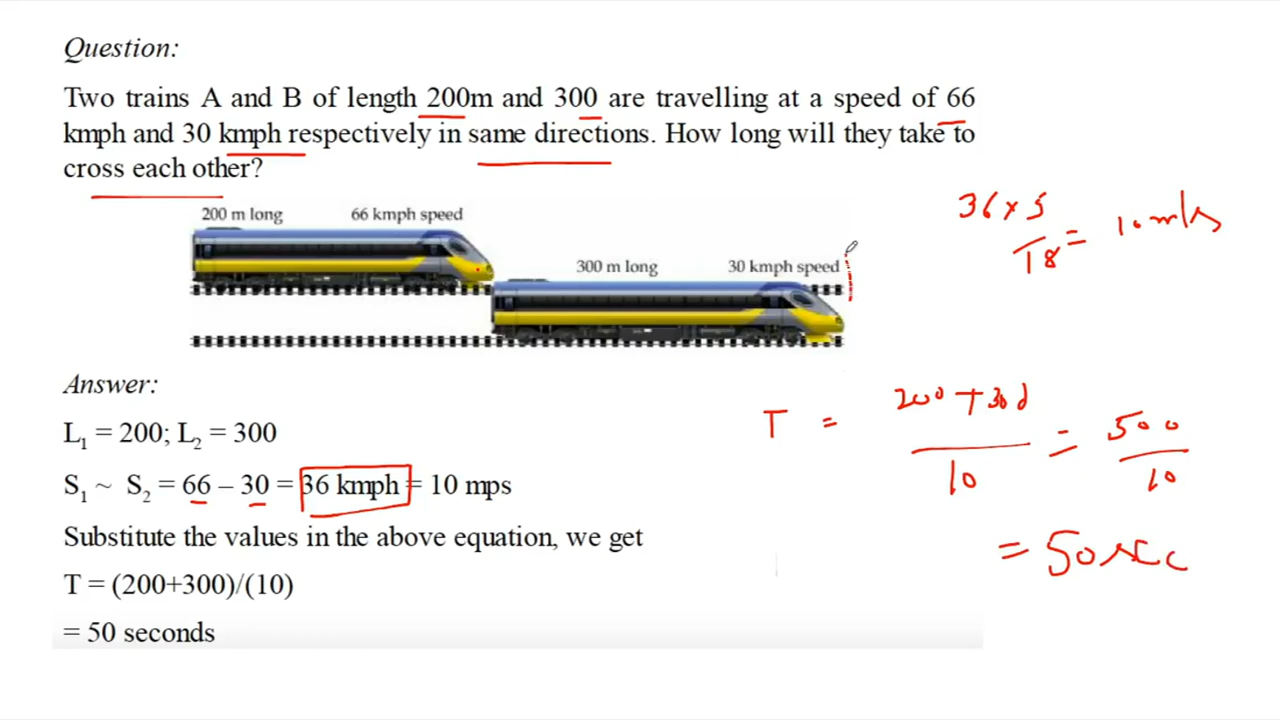 Question:
Two trains A and B of length 200m and 300 are travelling at a speed of 66
kmph and 30 kmph respectively in same directions. How long will they take to
cross each other?
200 m long 66 kmph speed
300 m long 30 kmph speed
36 x 5
18 = 10 m/s
Answer:
L₁ = 200; L₂ = 300
S₁ ~ S₂ = 66 – 30 = 36 kmph = 10 mps
Substitute the values in the above equation, we get
T = (200+300)/(10)
= 50 seconds
T = 200 + 300 = 500
10 10
= 50 sec